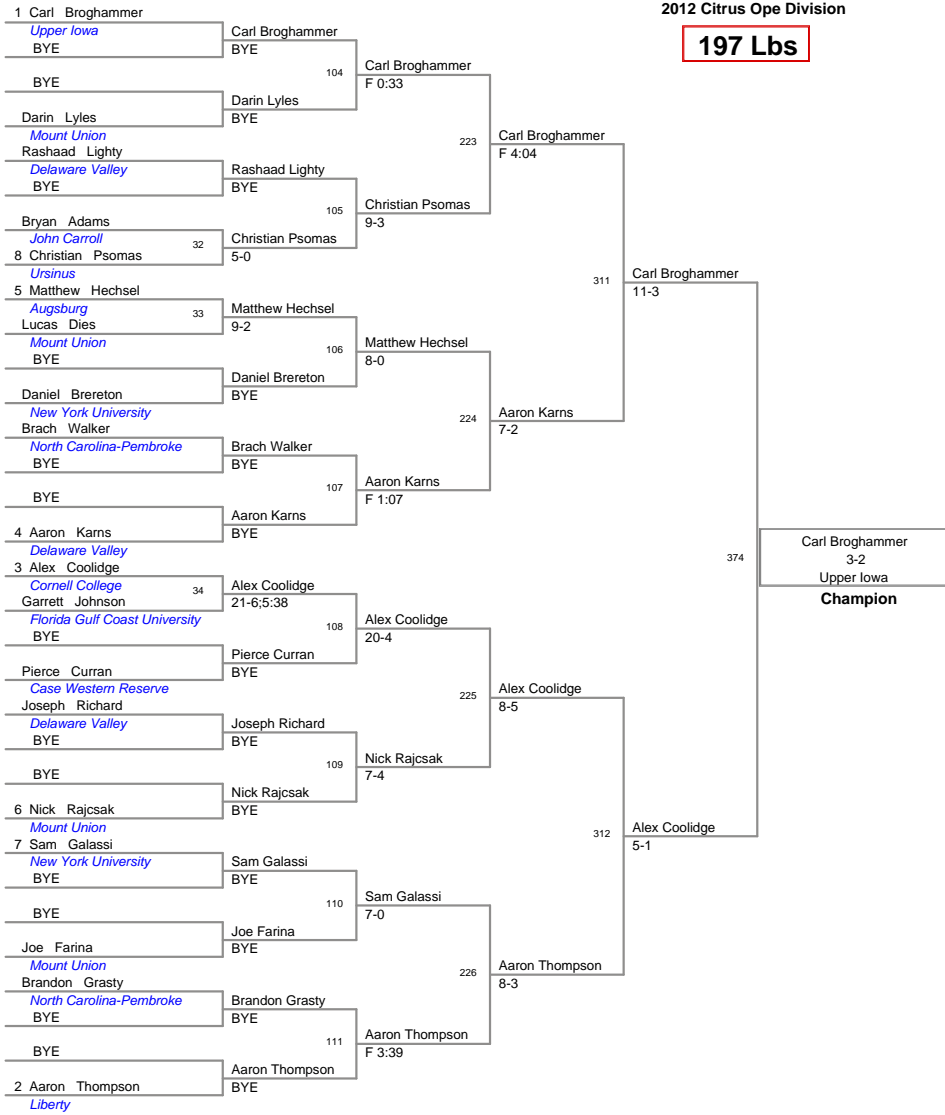 2012 Citrus Ope Division
197 Lbs
1 Carl Broghammer
Upper Iowa
BYE
BYE
Darin Lyles
Mount Union
Rashaad Lighty
Delaware Valley
BYE
Bryan Adams
John Carroll
32
8 Christian Psomas
Ursinus
5 Matthew Hechsel
Augsburg
33
Lucas Dies
Mount Union
BYE
Daniel Brereton
New York University
Brach Walker
North Carolina-Pembroke
BYE
BYE
4 Aaron Karns
Delaware Valley
3 Alex Coolidge
Cornell College
34
Garrett Johnson
Florida Gulf Coast University
BYE
Pierce Curran
Case Western Reserve
Joseph Richard
Delaware Valley
BYE
BYE
6 Nick Rajcsak
Mount Union
7 Sam Galassi
New York University
BYE
BYE
Joe Farina
Mount Union
Brandon Grasty
North Carolina-Pembroke
BYE
BYE
2 Aaron Thompson
Liberty
Carl Broghammer
BYE
104
Darin Lyles
BYE
Rashaad Lighty
BYE
105
Christian Psomas
5-0
Matthew Hechsel
9-2
106
Daniel Brereton
BYE
Brach Walker
BYE
107
Aaron Karns
BYE
Alex Coolidge
21-6;5:38
108
Pierce Curran
BYE
Joseph Richard
BYE
109
Nick Rajcsak
BYE
Sam Galassi
BYE
110
Joe Farina
BYE
Brandon Grasty
BYE
111
Aaron Thompson
BYE
Carl Broghammer
F 0:33
223
Christian Psomas
9-3
Matthew Hechsel
8-0
224
Aaron Karns
F 1:07
Alex Coolidge
20-4
225
Nick Rajcsak
7-4
Sam Galassi
7-0
226
Aaron Thompson
F 3:39
Carl Broghammer
F 4:04
311
Aaron Karns
7-2
Alex Coolidge
8-5
312
Aaron Thompson
8-3
Carl Broghammer
11-3
374
Alex Coolidge
5-1
Carl Broghammer
3-2
Upper Iowa
Champion